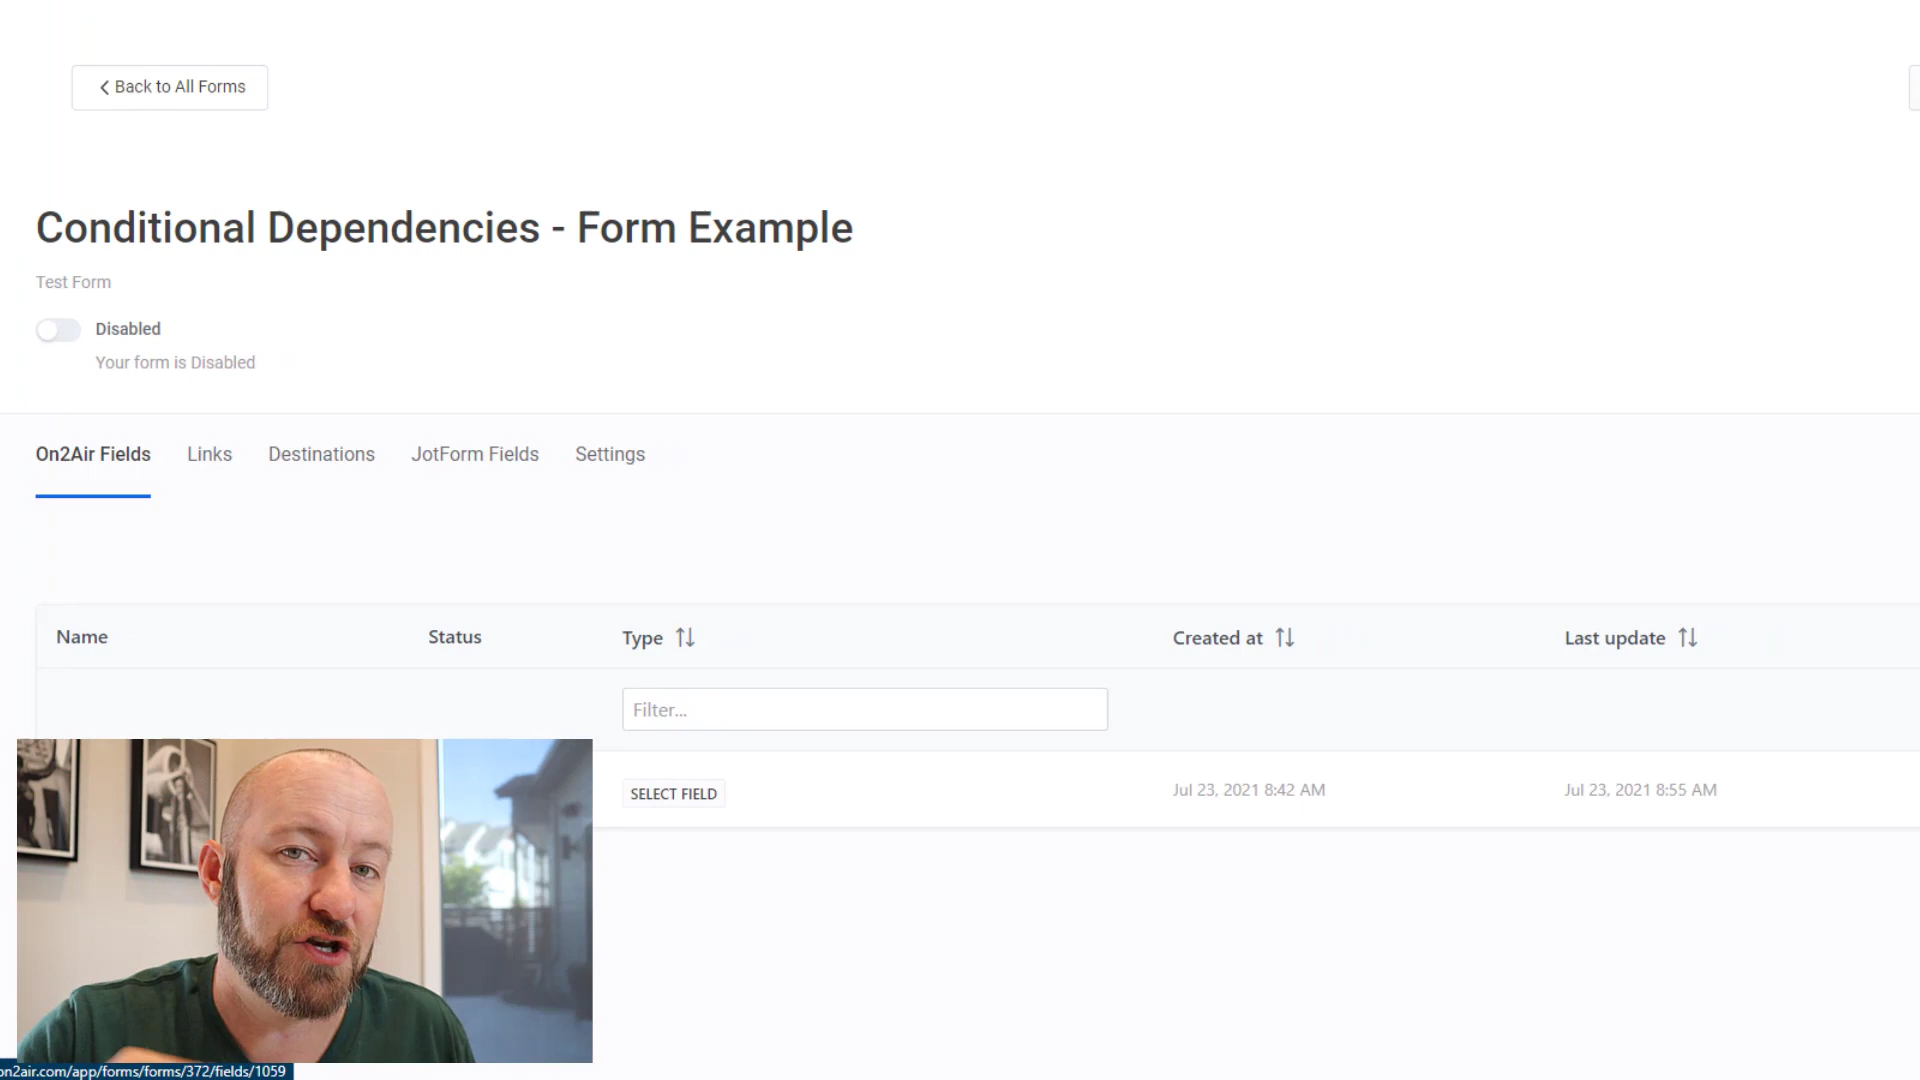 Back to All Forms
Conditional Dependencies - Form Example
Test Form
Disabled
Your form is Disabled
On2Air Fields Links Destinations JotForm Fields Settings
Name Status Type Created at Last update
Filter...
SELECT FIELD Jul 23, 2021 8:42 AM Jul 23, 2021 8:55 AM
on2air.com/app/forms/forms/372/fields/1059